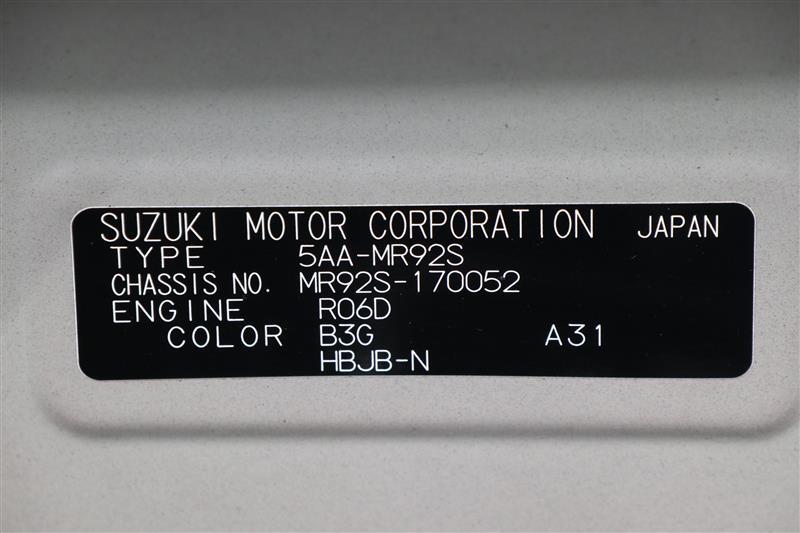 SUZUKI MOTOR CORPORATION JAPAN
TYPE 5AA-MR92S
CHASSIS NO. MR92S-170052
ENGINE R06D
COLOR B3G A31
HBJB-N